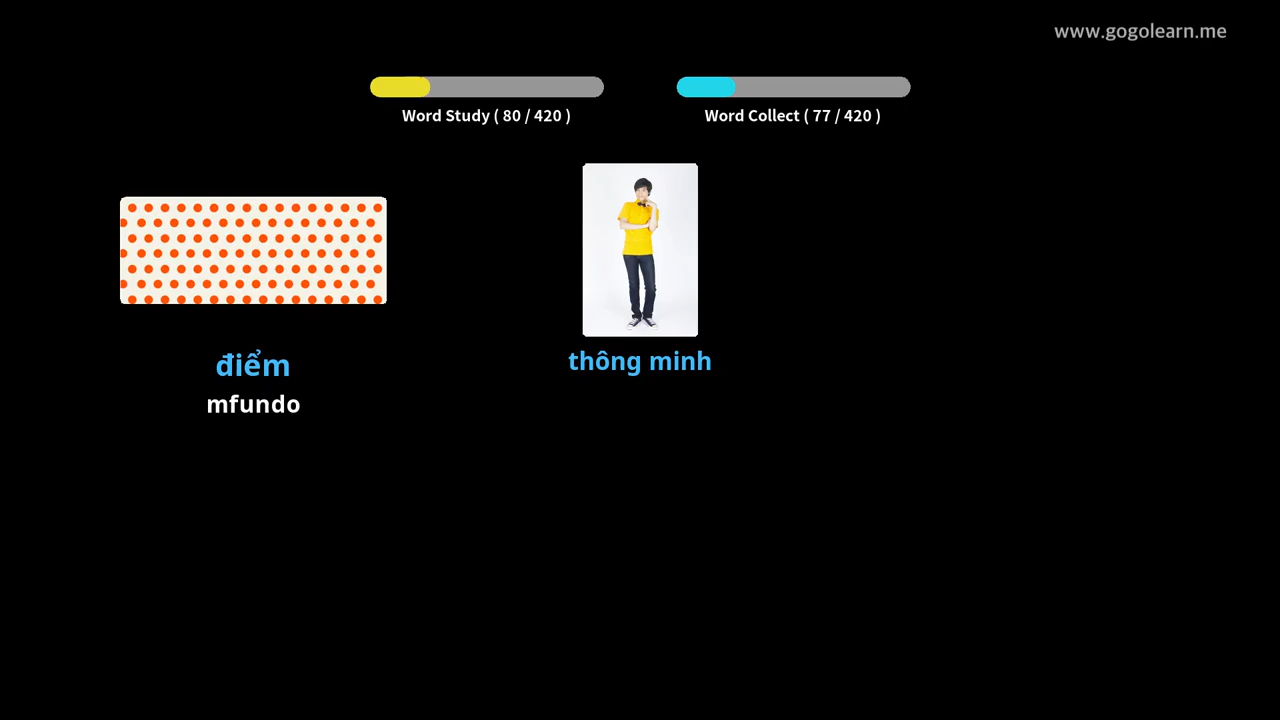 www.gogolearn.me
Word Study ( 80 / 420 )
Word Collect ( 77 / 420 )
điểm
mfundo
thông minh